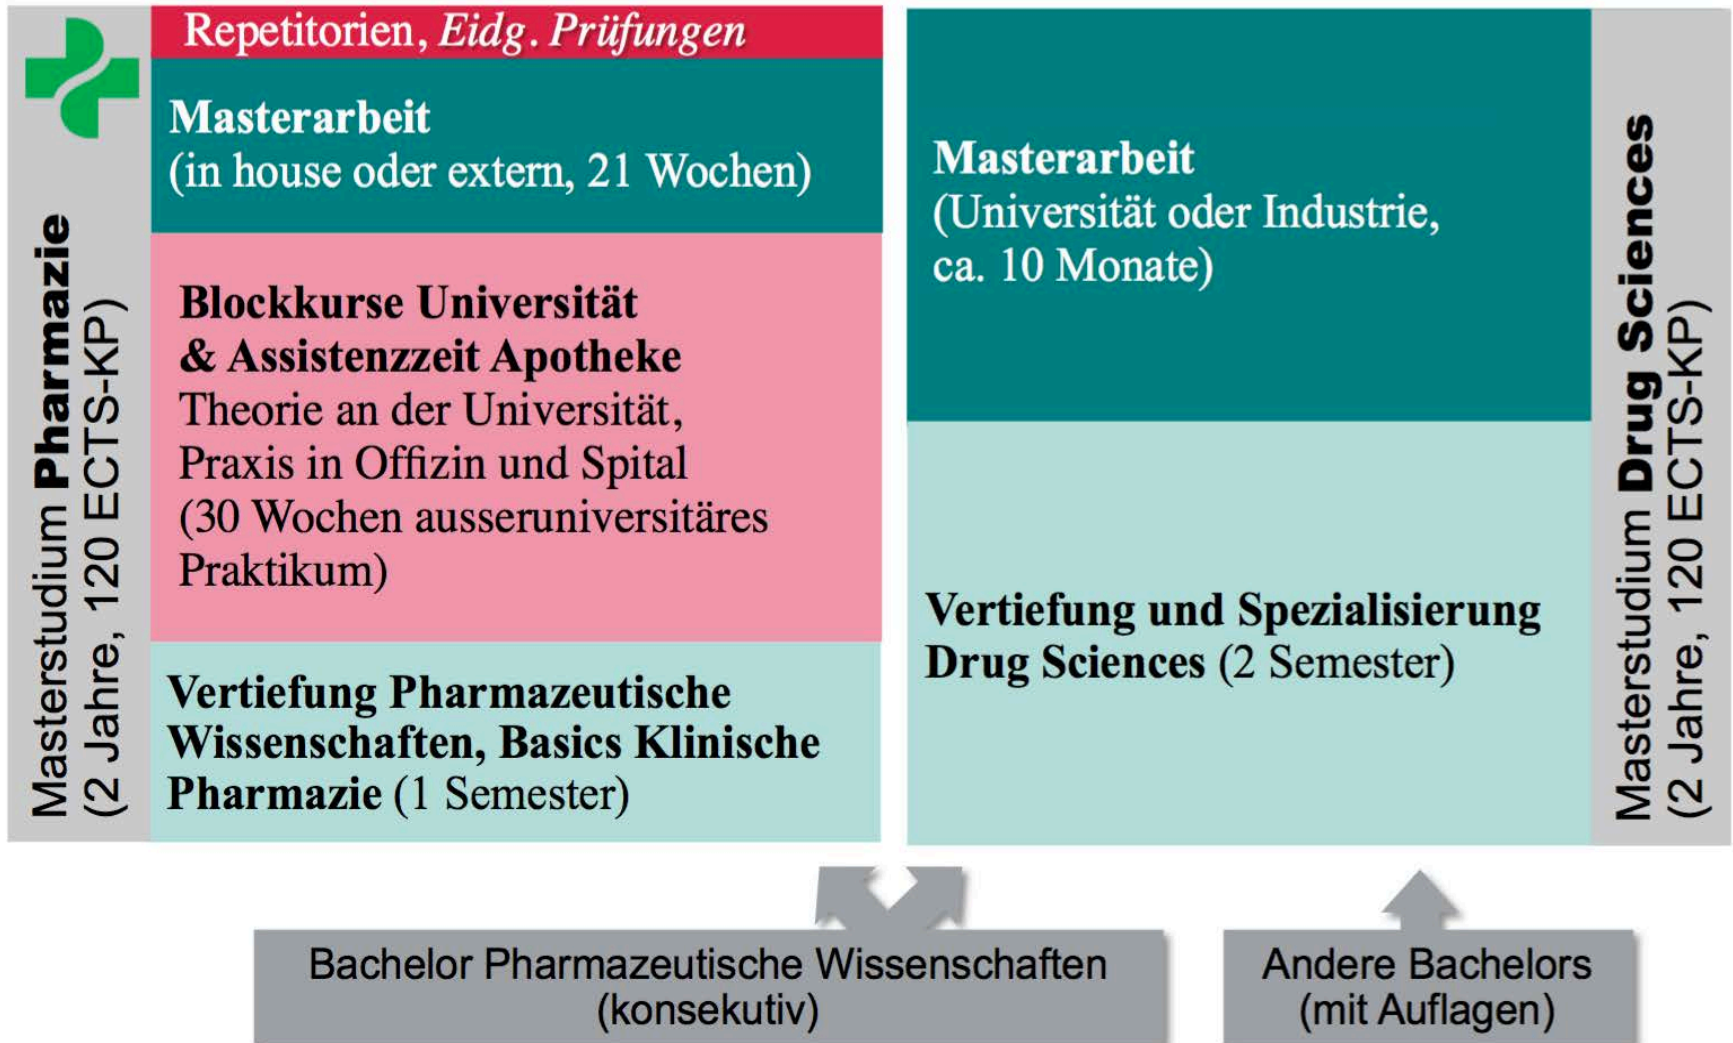 Masterstudium Pharmazie
(2 Jahre, 120 ECTS-KP)
Repetitorien, Eidg. Prüfungen
Masterarbeit
(in house oder extern, 21 Wochen)
Blockkurse Universität
& Assistenzzeit Apotheke
Theorie an der Universität,
Praxis in Offizin und Spital
(30 Wochen ausseruniversitäres
Praktikum)
Vertiefung Pharmazeutische
Wissenschaften, Basics Klinische
Pharmazie (1 Semester)
Masterarbeit
(Universität oder Industrie,
ca. 10 Monate)
Vertiefung und Spezialisierung
Drug Sciences (2 Semester)
Masterstudium Drug Sciences
(2 Jahre, 120 ECTS-KP)
Bachelor Pharmazeutische Wissenschaften
(konsekutiv)
Andere Bachelors
(mit Auflagen)